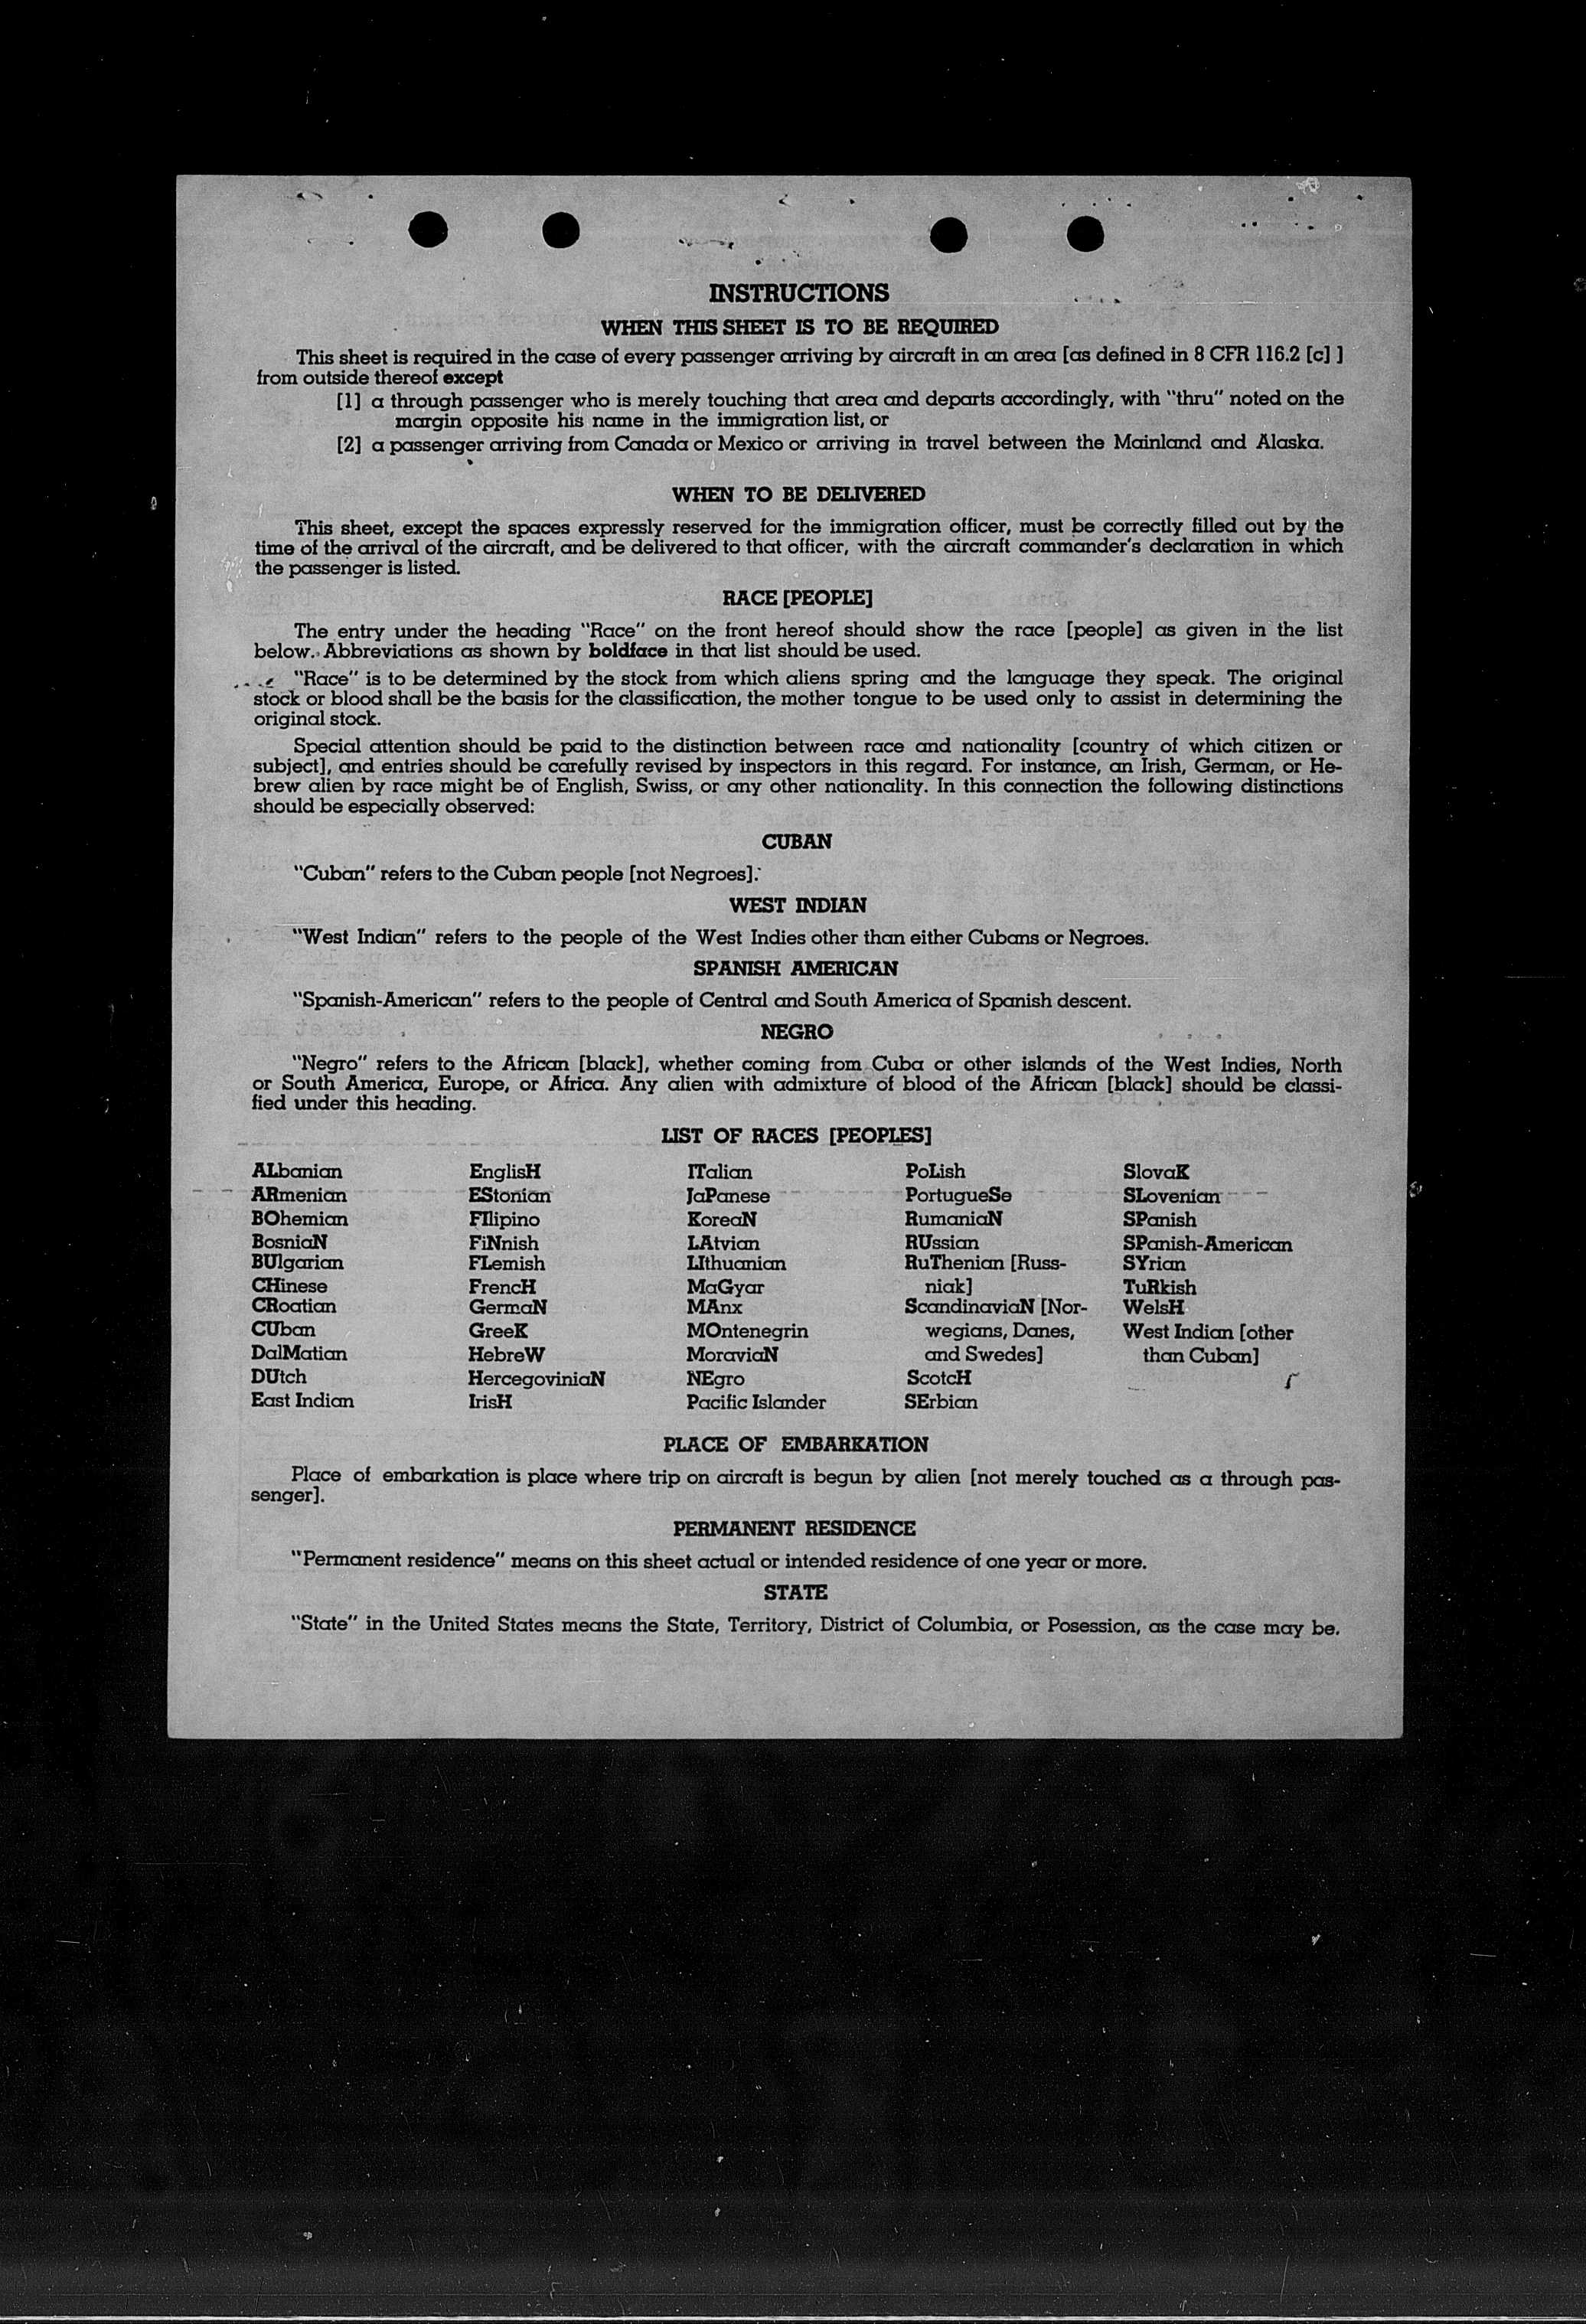 INSTRUCTIONS
WHEN THIS SHEET IS TO BE REQUIRED
This sheet is required in the case of every passenger arriving by aircraft in an area [as defined in 8 CFR 116.2 [c] ]
from outside thereof except
[1] a through passenger who is merely touching that area and departs accordingly, with "thru" noted on the
margin opposite his name in the immigration list, or
[2] a passenger arriving from Canada or Mexico or arriving in travel between the Mainland and Alaska.
WHEN TO BE DELIVERED
This sheet, except the spaces expressly reserved for the immigration officer, must be correctly filled out by the
time of the arrival of the aircraft, and be delivered to that officer, with the aircraft commander's declaration in which
the passenger is listed.
RACE [PEOPLE]
The entry under the heading "Race" on the front hereof should show the race [people] as given in the list
below. Abbreviations as shown by boldface in that list should be used.
"Race" is to be determined by the stock from which aliens spring and the language they speak. The original
stock or blood shall be the basis for the classification, the mother tongue to be used only to assist in determining the
original stock.
Special attention should be paid to the distinction between race and nationality [country of which citizen or
subject], and entries should be carefully revised by inspectors in this regard. For instance, an Irish, German, or He-
brew alien by race might be of English, Swiss, or any other nationality. In this connection the following distinctions
should be especially observed:
CUBAN
"Cuban" refers to the Cuban people [not Negroes].
WEST INDIAN
"West Indian" refers to the people of the West Indies other than either Cubans or Negroes.
SPANISH AMERICAN
"Spanish-American" refers to the people of Central and South America of Spanish descent.
NEGRO
"Negro" refers to the African [black], whether coming from Cuba or other islands of the West Indies, North
or South America, Europe, or Africa. Any alien with admixture of blood of the African [black] should be classi-
fied under this heading.
LIST OF RACES [PEOPLES]
ALbanian
ARmenian
BOhemian
BosniaN
BUlgarian
CHinese
CRoatian
CUban
DalMatian
DUtch
East Indian
EnglisH
EStonian
FIlipino
FiNnish
FLemish
FrencH
GermaN
GreeK
HebreW
HercegoviniaN
IrisH
ITalian
JaPanese
KoreaN
LAtvian
LIthuanian
MaGyar
MAnx
MOntenegrin
MoraviaN
NEgro
Pacific Islander
PoLish
PortugueSe
RumaniaN
RUssian
RuThenian [Russ-
niak]
ScandinaviaN [Nor-
wegians, Danes,
and Swedes]
ScotcH
SErbian
SlovaK
SLovenian
SPanish
SPanish-American
SYrian
TuRkish
WelsH
West Indian [other
than Cuban]
PLACE OF EMBARKATION
Place of embarkation is place where trip on aircraft is begun by alien [not merely touched as a through pas-
senger].
PERMANENT RESIDENCE
"Permanent residence" means on this sheet actual or intended residence of one year or more.
STATE
"State" in the United States means the State, Territory, District of Columbia, or Posession, as the case may be.